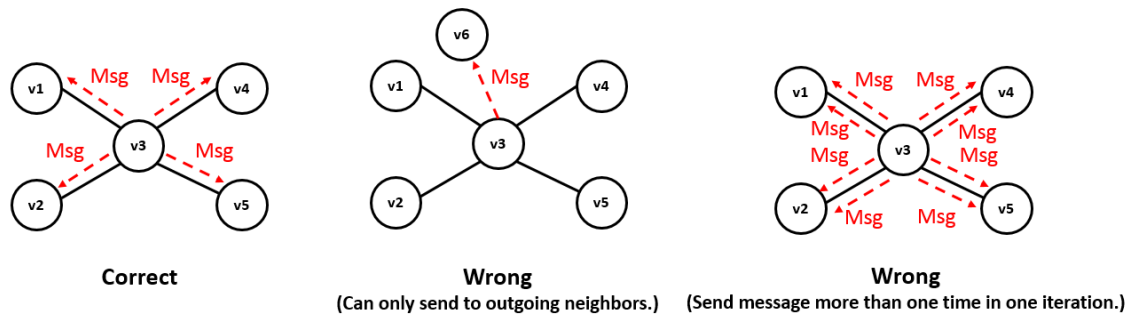 v1
Msg
Msg
v4
v3
Msg
Msg
v2
v5
Correct
v6
Msg
v1
v4
v3
v2
v5
Wrong
(Can only send to outgoing neighbors.)
Msg
Msg
v1
v4
Msg
Msg
v3
Msg
Msg
v2
v5
Msg
Msg
Wrong
(Send message more than one time in one iteration.)